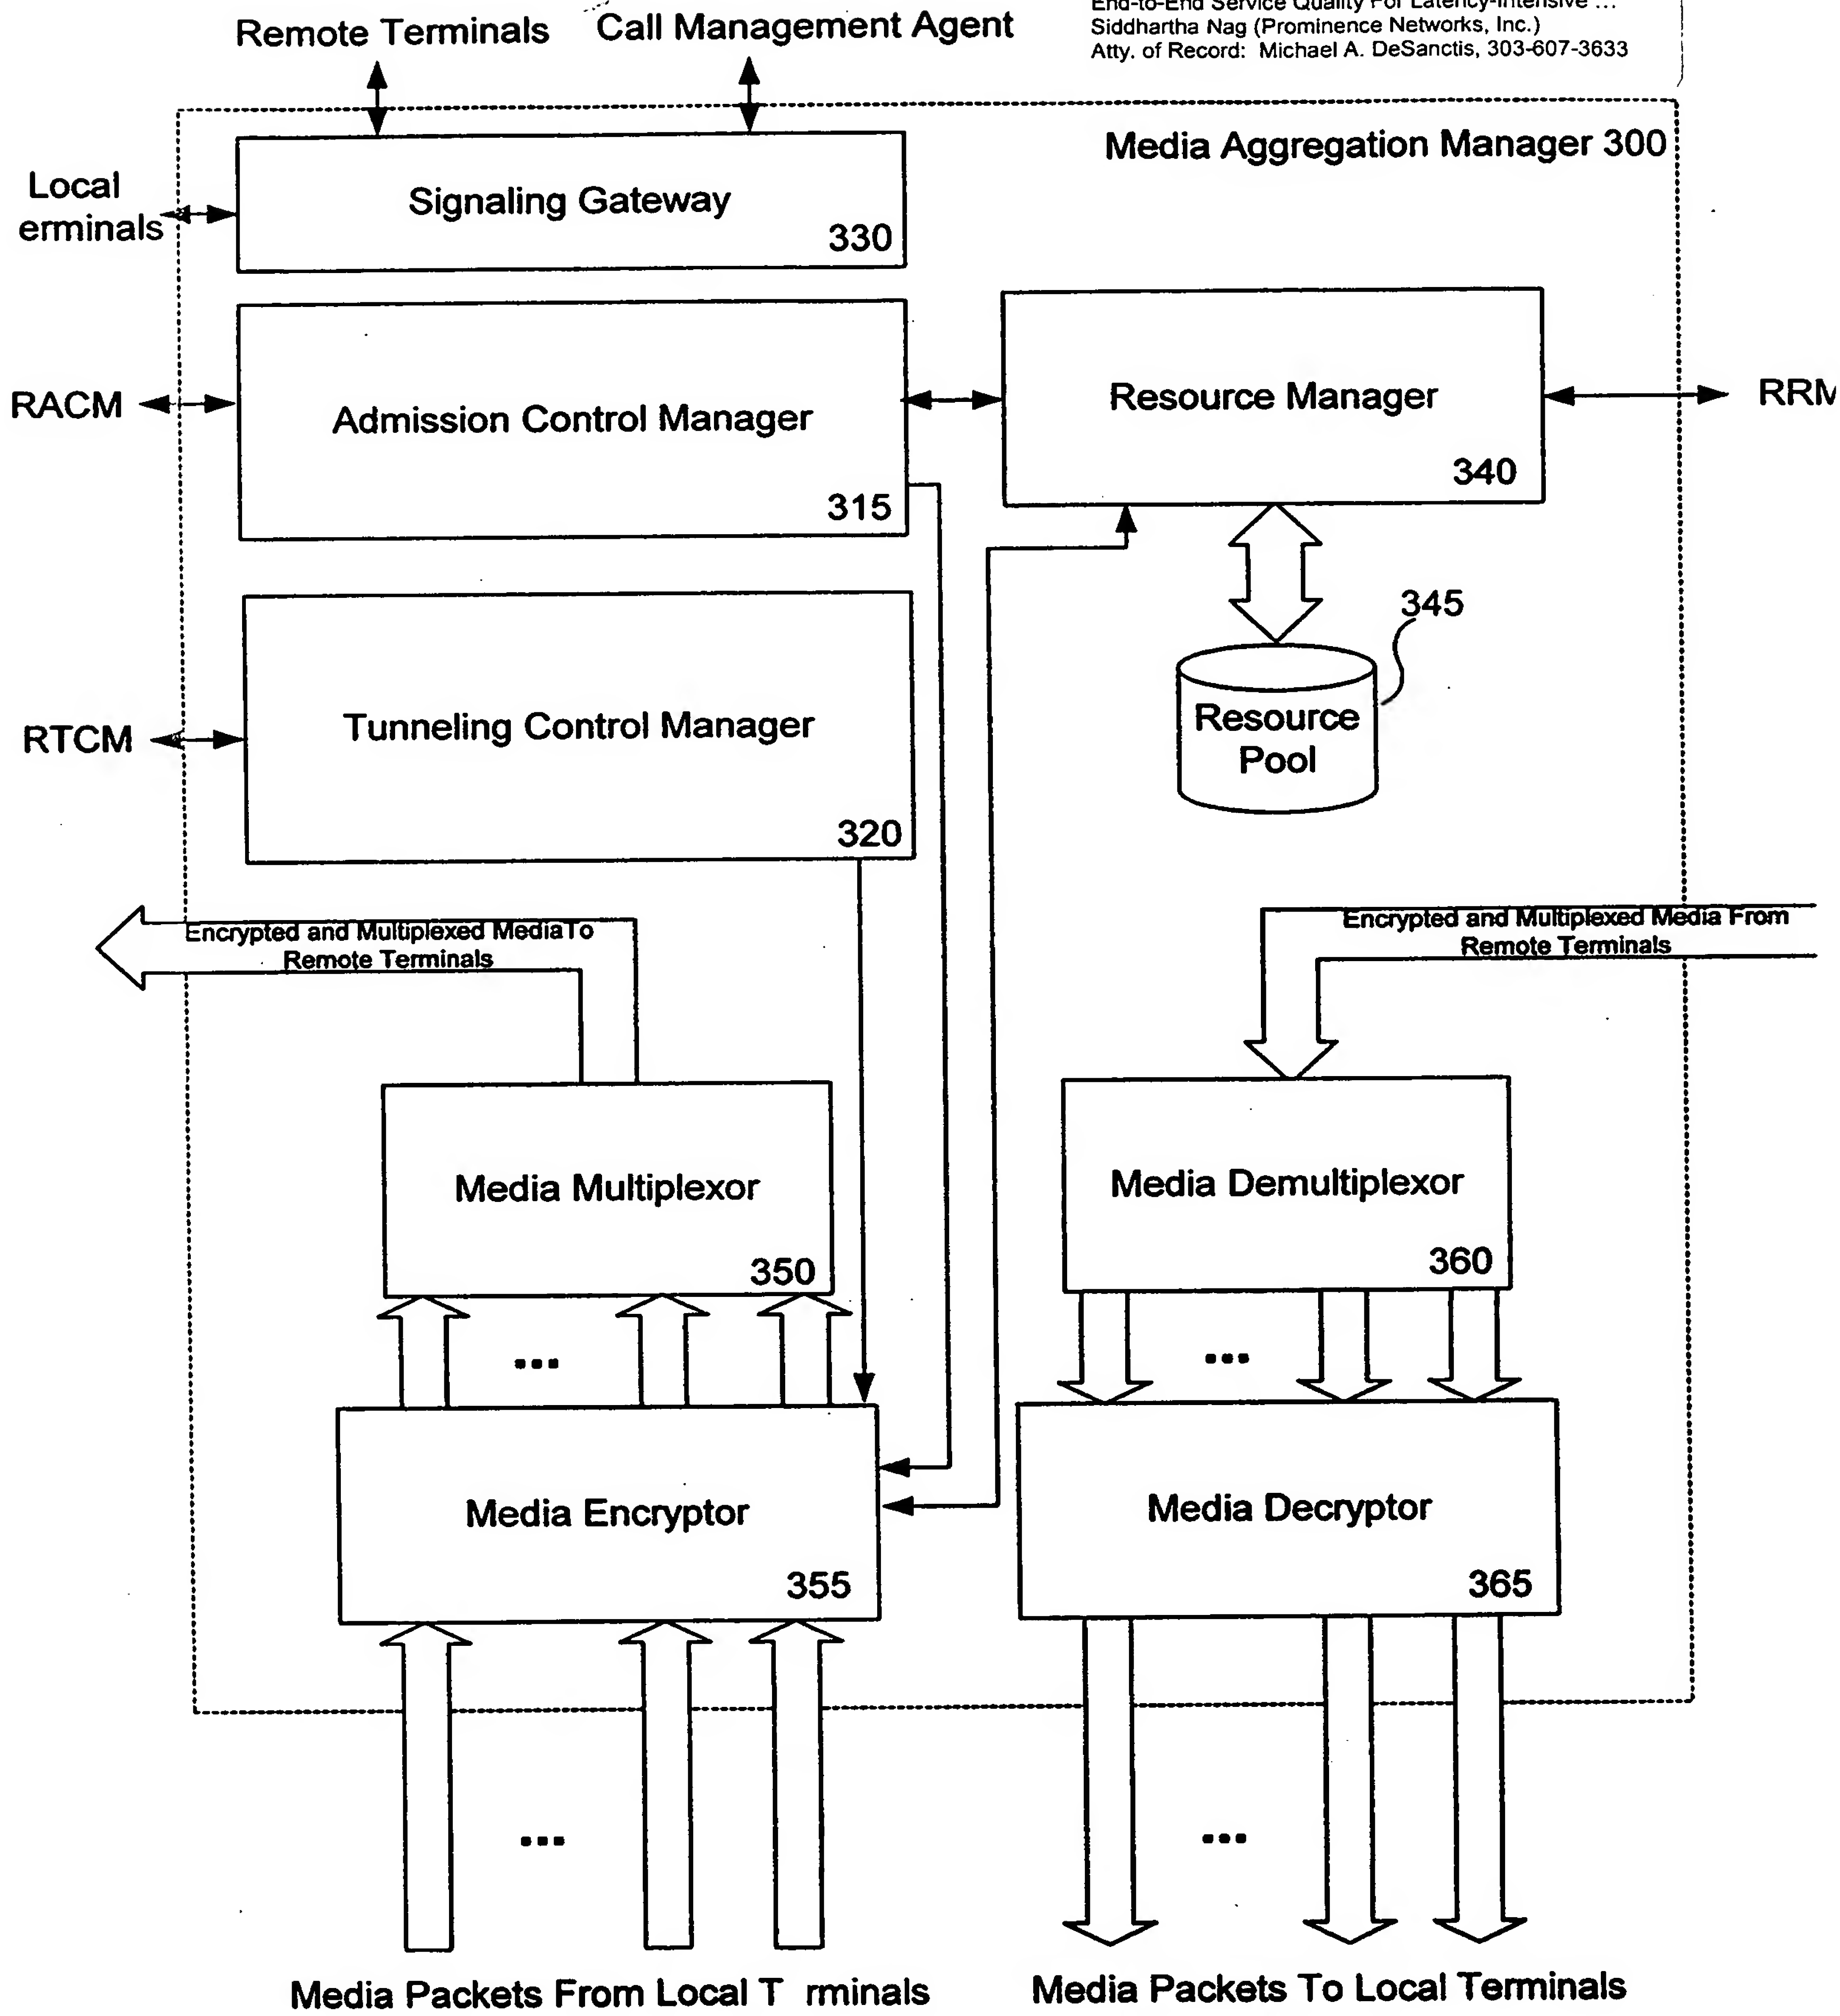 End-to-End Service Quality For Latency-Intensive ...
Siddhartha Nag (Prominence Networks, Inc.)
Atty. of Record: Michael A. DeSanctis, 303-607-3633
Remote Terminals
Call Management Agent
Media Aggregation Manager 300
Local
erminals
Signaling Gateway
330
RACM
Admission Control Manager
315
Resource Manager
340
RRM
345
Resource
Pool
RTCM
Tunneling Control Manager
320
Encrypted and Multiplexed MediaTo
Remote Terminals
Encrypted and Multiplexed Media From
Remote Terminals
Media Multiplexor
350
Media Demultiplexor
360
...
...
Media Encryptor
355
Media Decryptor
365
...
...
Media Packets From Local T rminals
Media Packets To Local Terminals